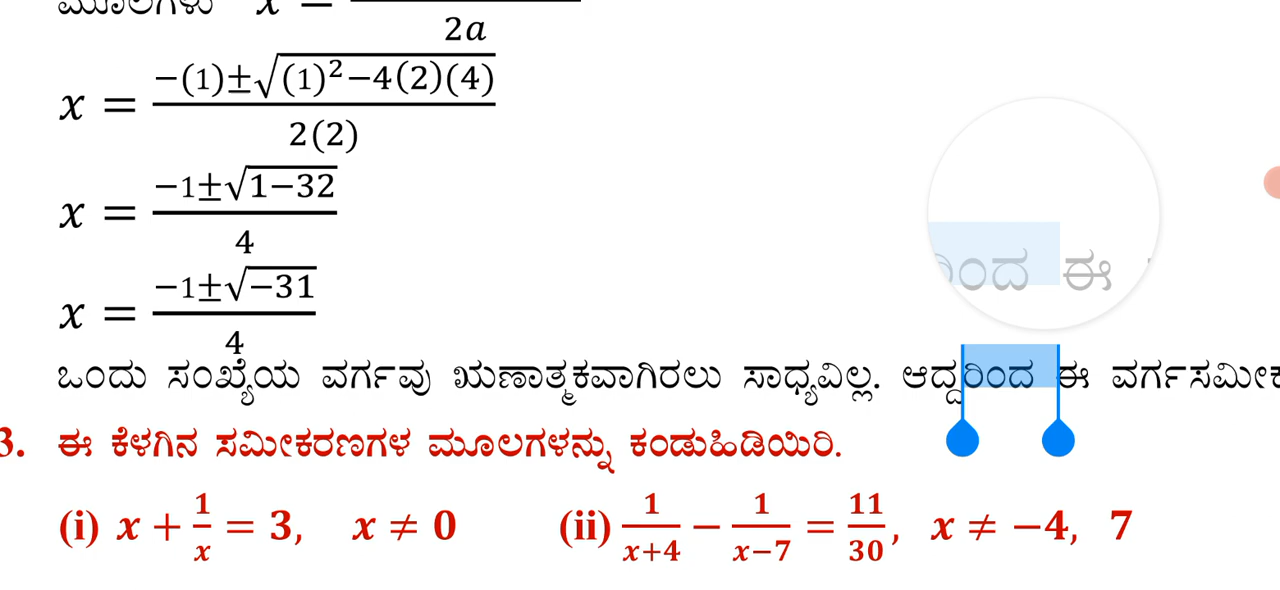 ಮೂಲಗಳು x =
2a
x = −(1)±√(1)²−4(2)(4) / 2(2)
x = −1±√1−32 / 4
x = −1±√−31 / 4
ರಿಂದ ಈ
ಒಂದು ಸಂಖ್ಯೆಯ ವರ್ಗವು ಋಣಾತ್ಮಕವಾಗಿರಲು ಸಾಧ್ಯವಿಲ್ಲ. ಆದ್ದರಿಂದ ಈ
3. ಈ ಕೆಳಗಿನ ಸಮೀಕರಣಗಳ ಮೂಲಗಳನ್ನು ಕಂಡುಹಿಡಿಯಿರಿ.
(i) x + 1/x = 3, x ≠ 0 (ii) 1/x+4 − 1/x−7 = 11/30, x ≠ −4, 7